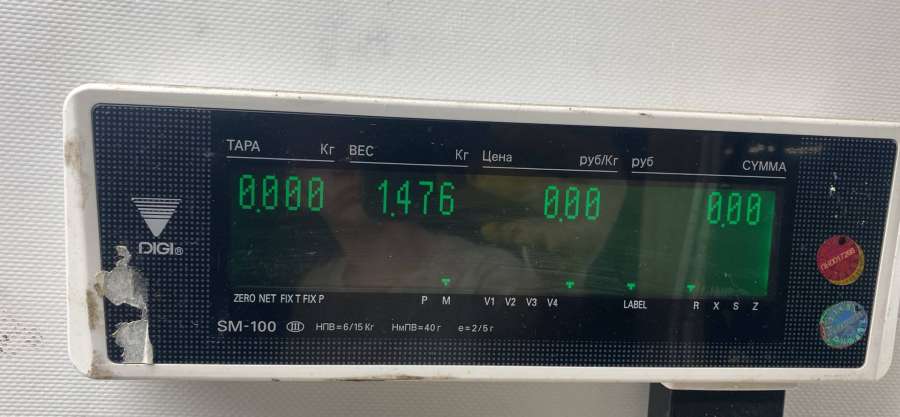 ТАРА Кг ВЕС Кг Цена руб/Кг руб СУММА
0.000 1.476 0.00 0.00
DIGI®
ZERO NET FIX T FIX P P M V1 V2 V3 V4 LABEL R X S Z
SM-100 III НПВ=6/15 Кг НмПВ=40 г e=2/5 г